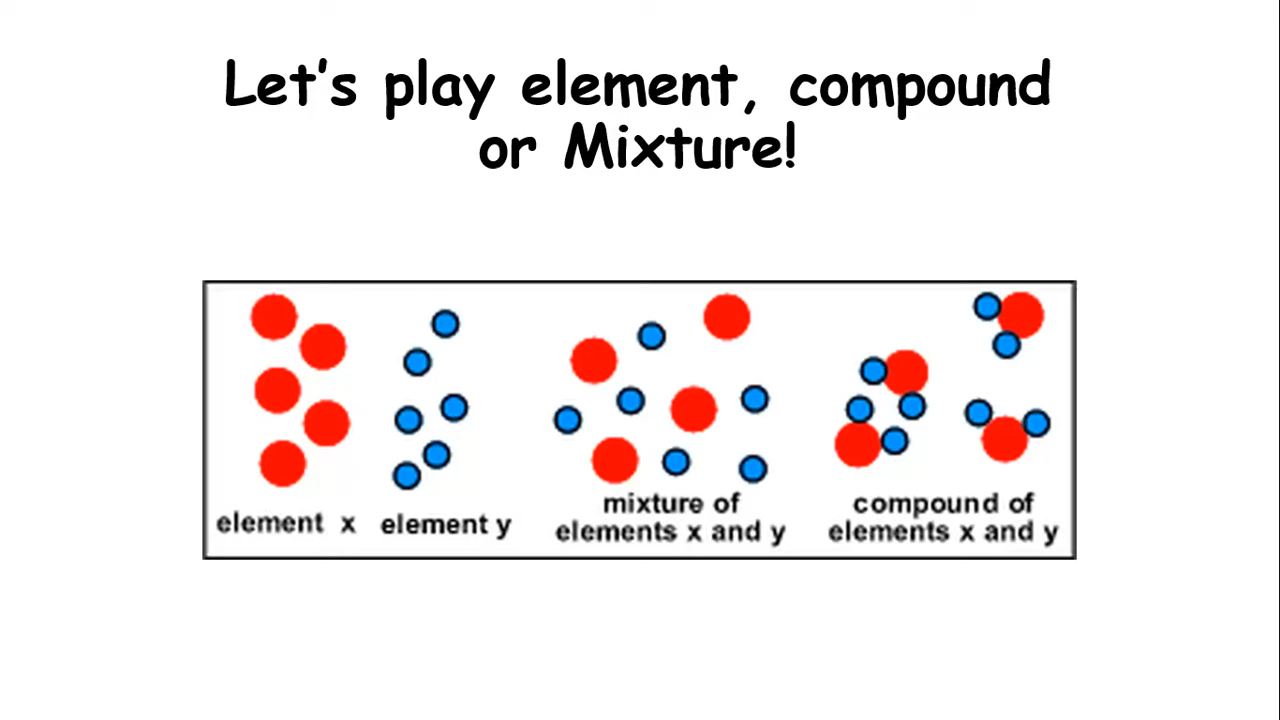 Let’s play element, compound
or Mixture!
element x
element y
mixture of
elements x and y
compound of
elements x and y